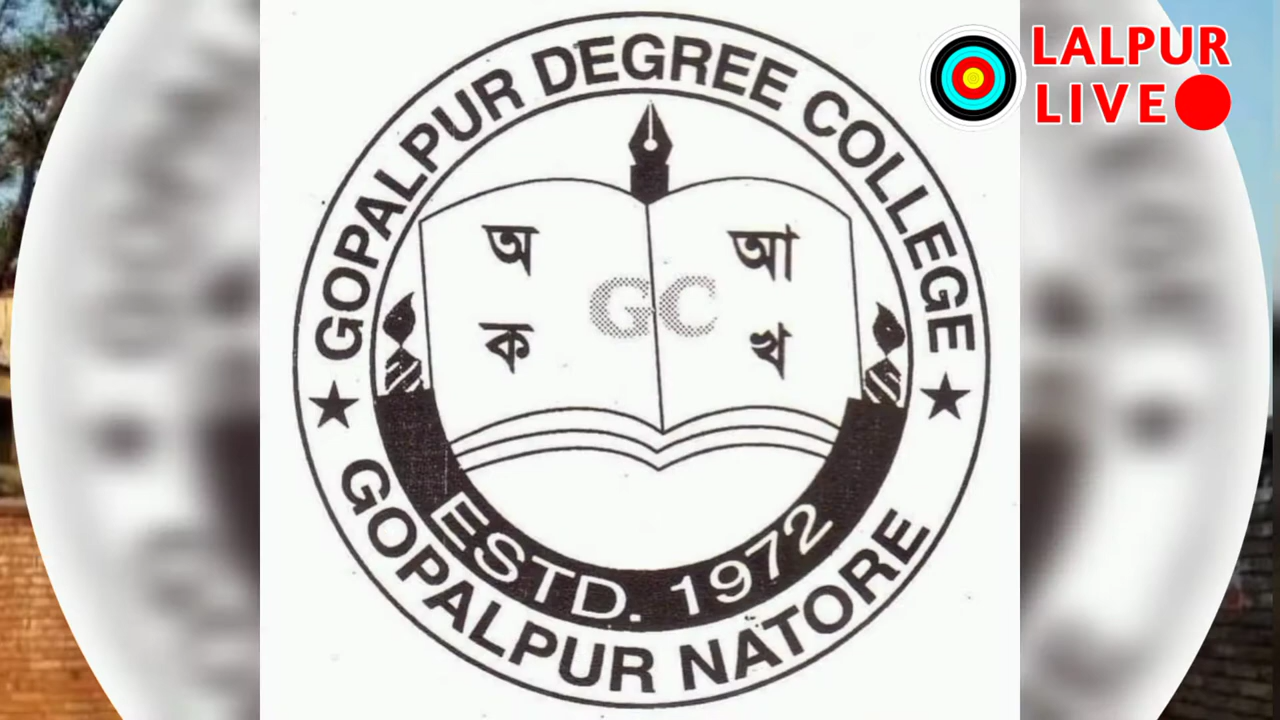 GOPALPUR DEGREE COLLEGE
অ আ
GC
ক খ
ESTD. 1972
GOPALPUR NATORE
LALPUR
LIVE